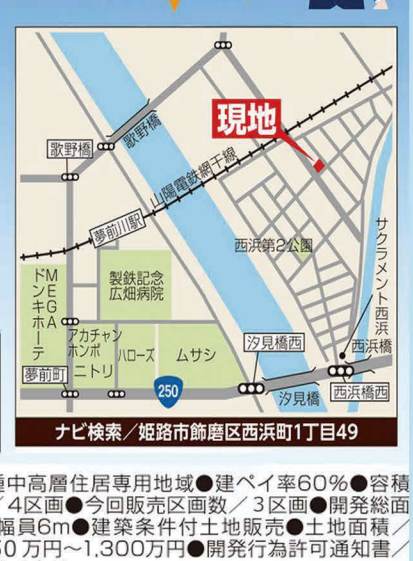 歌野橋
歌野橋
現地
山陽電鉄網干線
夢前川駅
西浜第2公園
サクラメント西浜
MEGA
ドンキホーテ
製鉄記念
広畑病院
アカチャン
ホンポ
ニトリ
ハローズ
ムサシ
汐見橋西
西浜橋
夢前町
250
汐見橋
西浜橋西
ナビ検索/姫路市飾磨区西浜町1丁目49
中高層住居専用地域●建ペイ率60%●容積
/4区画●今回販売区画数/3区画●開発総面
幅員6m●建築条件付土地販売●土地面積/
0万円〜1,300万円●開発行為許可通知書/